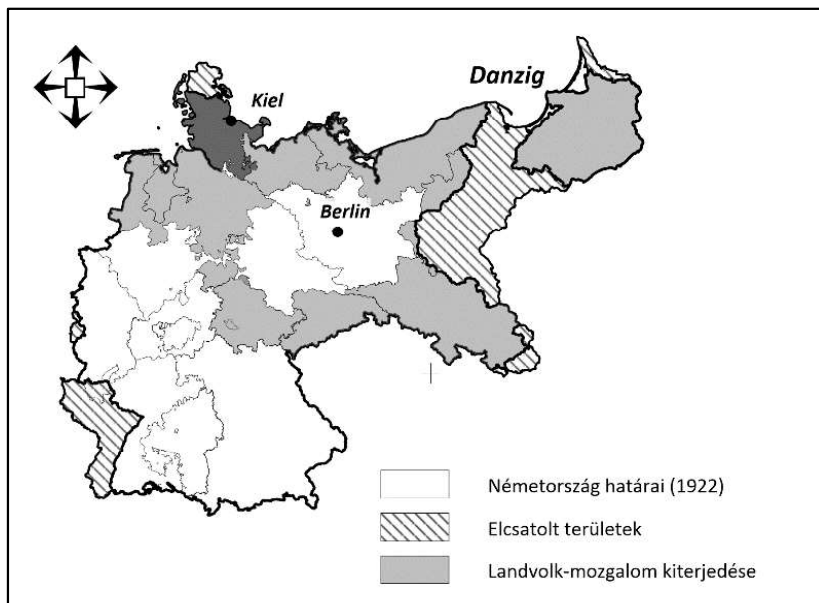 Danzig
Kiel
Berlin
Németország határai (1922)
Elcsatolt területek
Landvolk-mozgalom kiterjedése